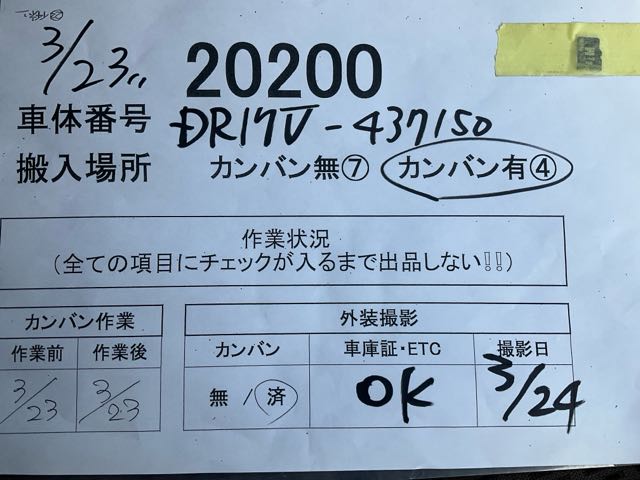 3/23〃 20200
車体番号 DR17V-437150
搬入場所 カンバン無⑦ カンバン有④
作業状況
(全ての項目にチェックが入るまで出品しない!!)
カンバン作業
作業前 作業後
3/23 3/23
外装撮影
カンバン 車庫証・ETC 撮影日
無 / 済 OK 3/24